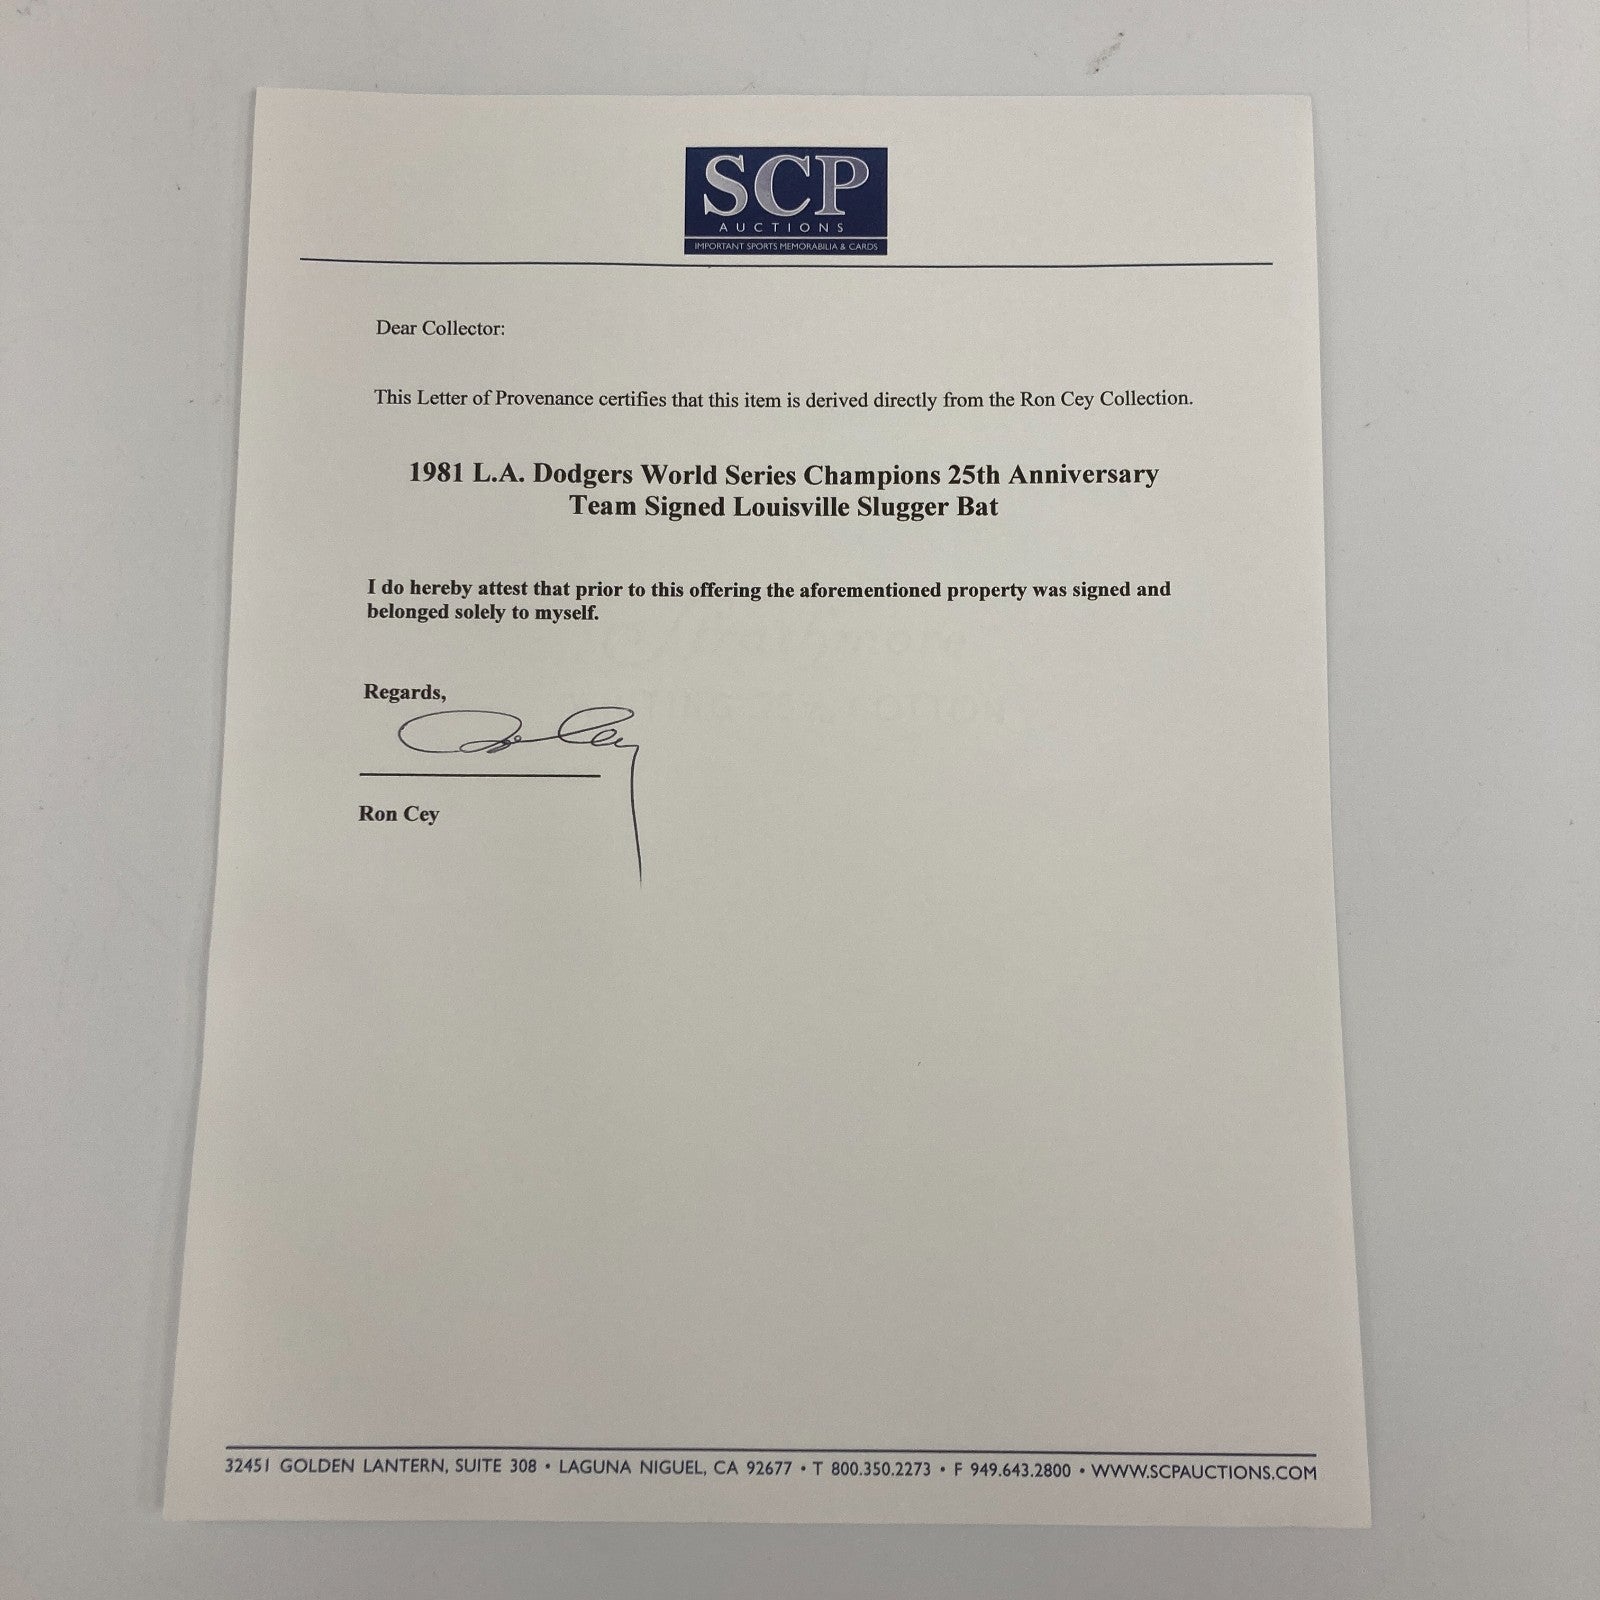 SCP
AUCTIONS
IMPORTANT SPORTS MEMORABILIA & CARDS
Dear Collector:
This Letter of Provenance certifies that this item is derived directly from the Ron Cey Collection.
1981 L.A. Dodgers World Series Champions 25th Anniversary
Team Signed Louisville Slugger Bat
I do hereby attest that prior to this offering the aforementioned property was signed and
belonged solely to myself.
Regards,
Ron Cey
Ron Cey
32451 GOLDEN LANTERN, SUITE 308 • LAGUNA NIGUEL, CA 92677 • T 800.350.2273 • F 949.643.2800 • WWW.SCPAUCTIONS.COM